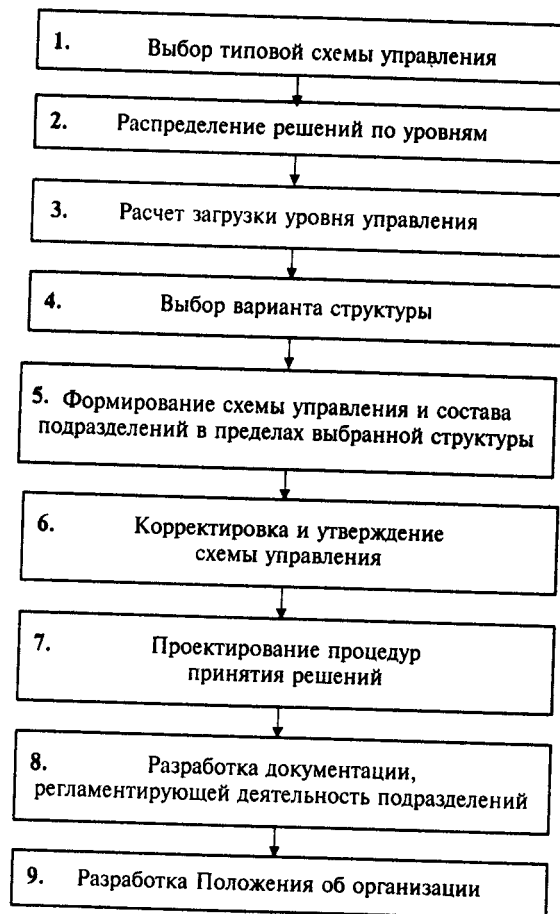 1. Выбор типовой схемы управления
2. Распределение решений по уровням
3. Расчет загрузки уровня управления
4. Выбор варианта структуры
5. Формирование схемы управления и состава
подразделений в пределах выбранной структуры
6. Корректировка и утверждение
схемы управления
7. Проектирование процедур
принятия решений
8. Разработка документации,
регламентирующей деятельность подразделений
9. Разработка Положения об организации